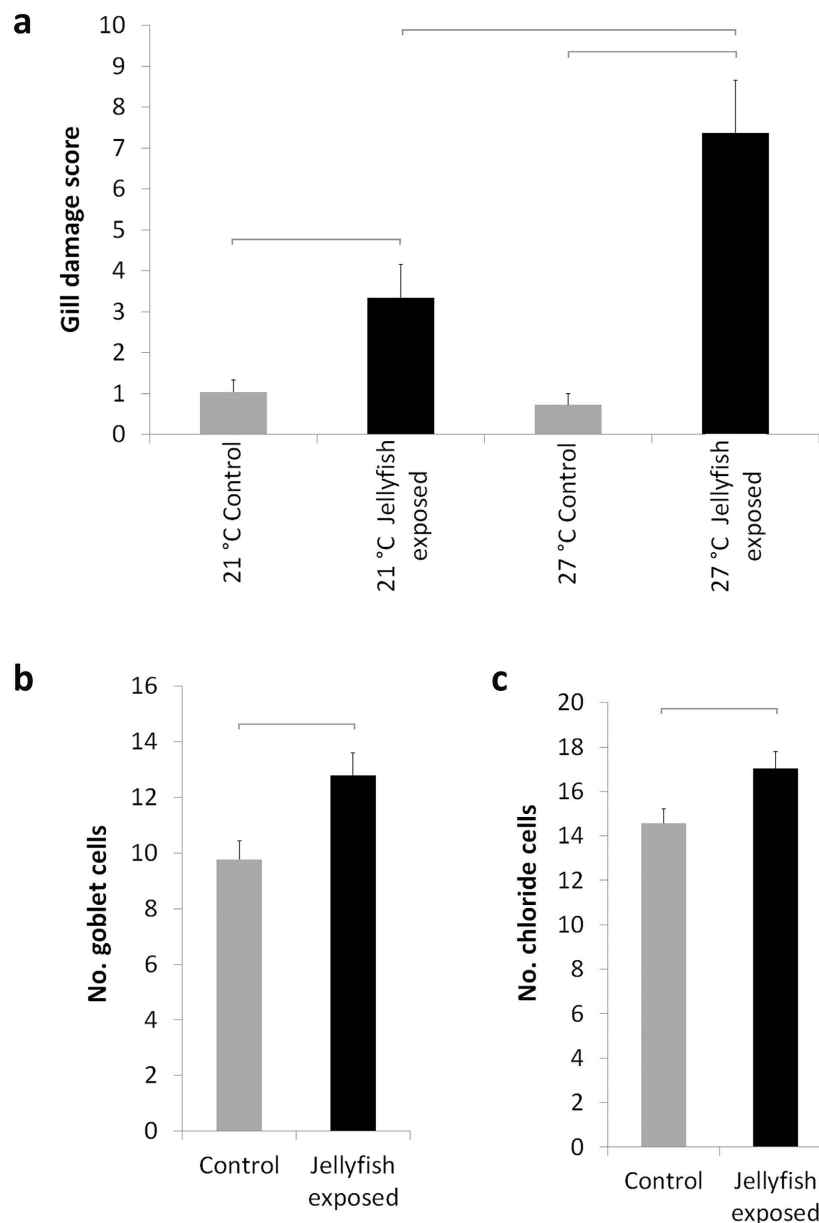 a
Gill damage score
10
9
8
7
6
5
4
3
2
1
0
21 °C Control
21 °C Jellyfish
exposed
27 °C Control
27 °C Jellyfish
exposed
b
No. goblet cells
16
14
12
10
8
6
4
2
0
Control
Jellyfish
exposed
c
No. chloride cells
20
18
16
14
12
10
8
6
4
2
0
Control
Jellyfish
exposed